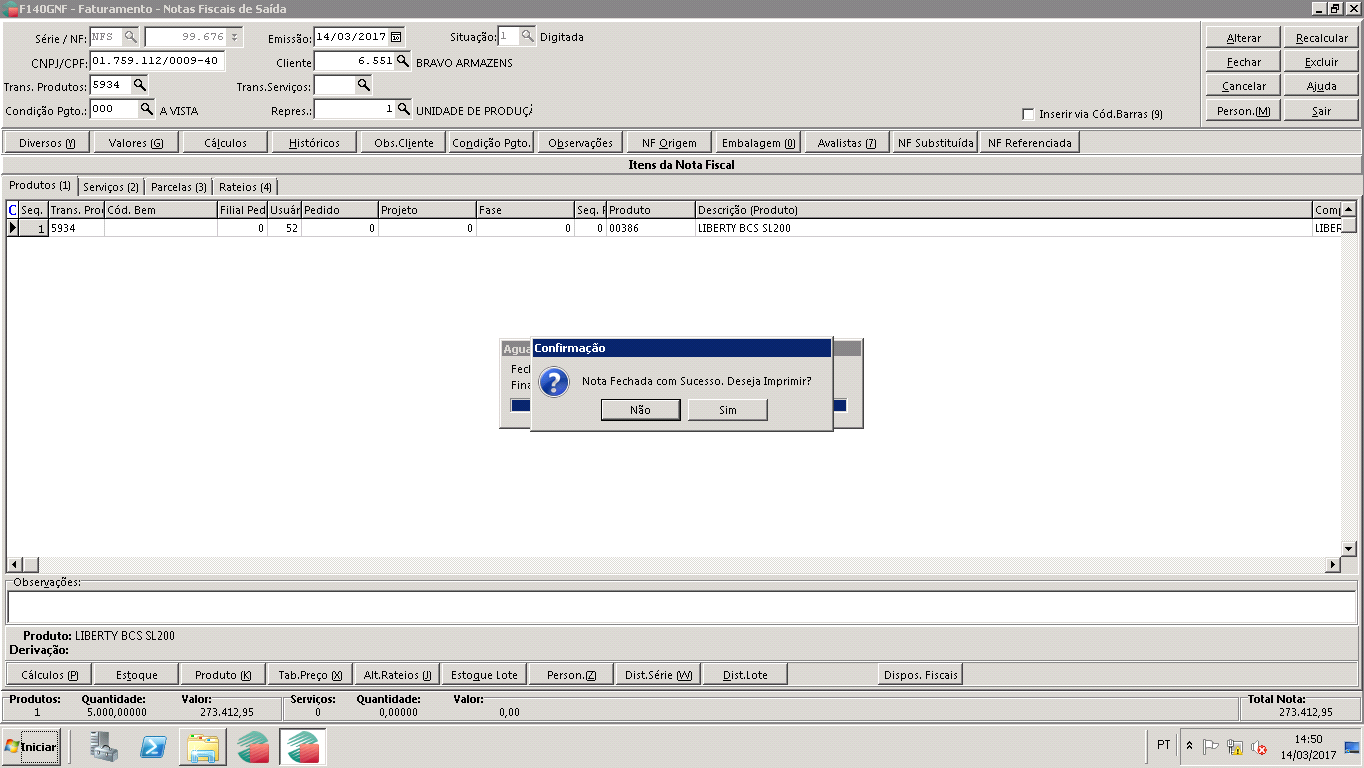 F140GNF - Faturamento - Notas Fiscais de Saída
Série / NF: NFS 99.676 Emissão: 14/03/2017 Situação: 1 Digitada
CNPJ/CPF: 01.759.112/0009-40 Cliente 6.551 BRAVO ARMAZENS
Trans. Produtos: 5934 Trans.Serviços:
Condição Pgto.: 000 A VISTA Repres.: 1 UNIDADE DE PRODUÇÃ
Inserir via Cód.Barras (9)
Alterar Recalcular
Fechar Excluir
Cancelar Ajuda
Person.(M) Sair
Diversos (Y) Valores (G) Cálculos Históricos Obs.Cliente Condição Pgto. Observações NF Origem Embalagem (0) Avalistas (7) NF Substituída NF Referenciada
Itens da Nota Fiscal
Produtos (1) Serviços (2) Parcelas (3) Rateios (4)
C Seq. Trans. Pro Cód. Bem Filial Ped Usuár Pedido Projeto Fase Seq. Produto Descrição (Produto) Comp
1 5934 0 52 0 0 0 0 00386 LIBERTY BCS SL200 LIBER
Agua
Fech
Fina
Confirmação
Nota Fechada com Sucesso. Deseja Imprimir?
Não Sim
Observações:
Produto: LIBERTY BCS SL200
Derivação:
Cálculos (P) Estoque Produto (K) Tab.Preço (X) Alt.Rateios (J) Estoque Lote Person.(Z) Dist.Série (W) Dist.Lote Dispos. Fiscais
Produtos: Quantidade: Valor: Serviços: Quantidade: Valor: Total Nota:
1 5.000,00000 273.412,95 0 0,00000 0,00 273.412,95
Iniciar
PT
14:50
14/03/2017